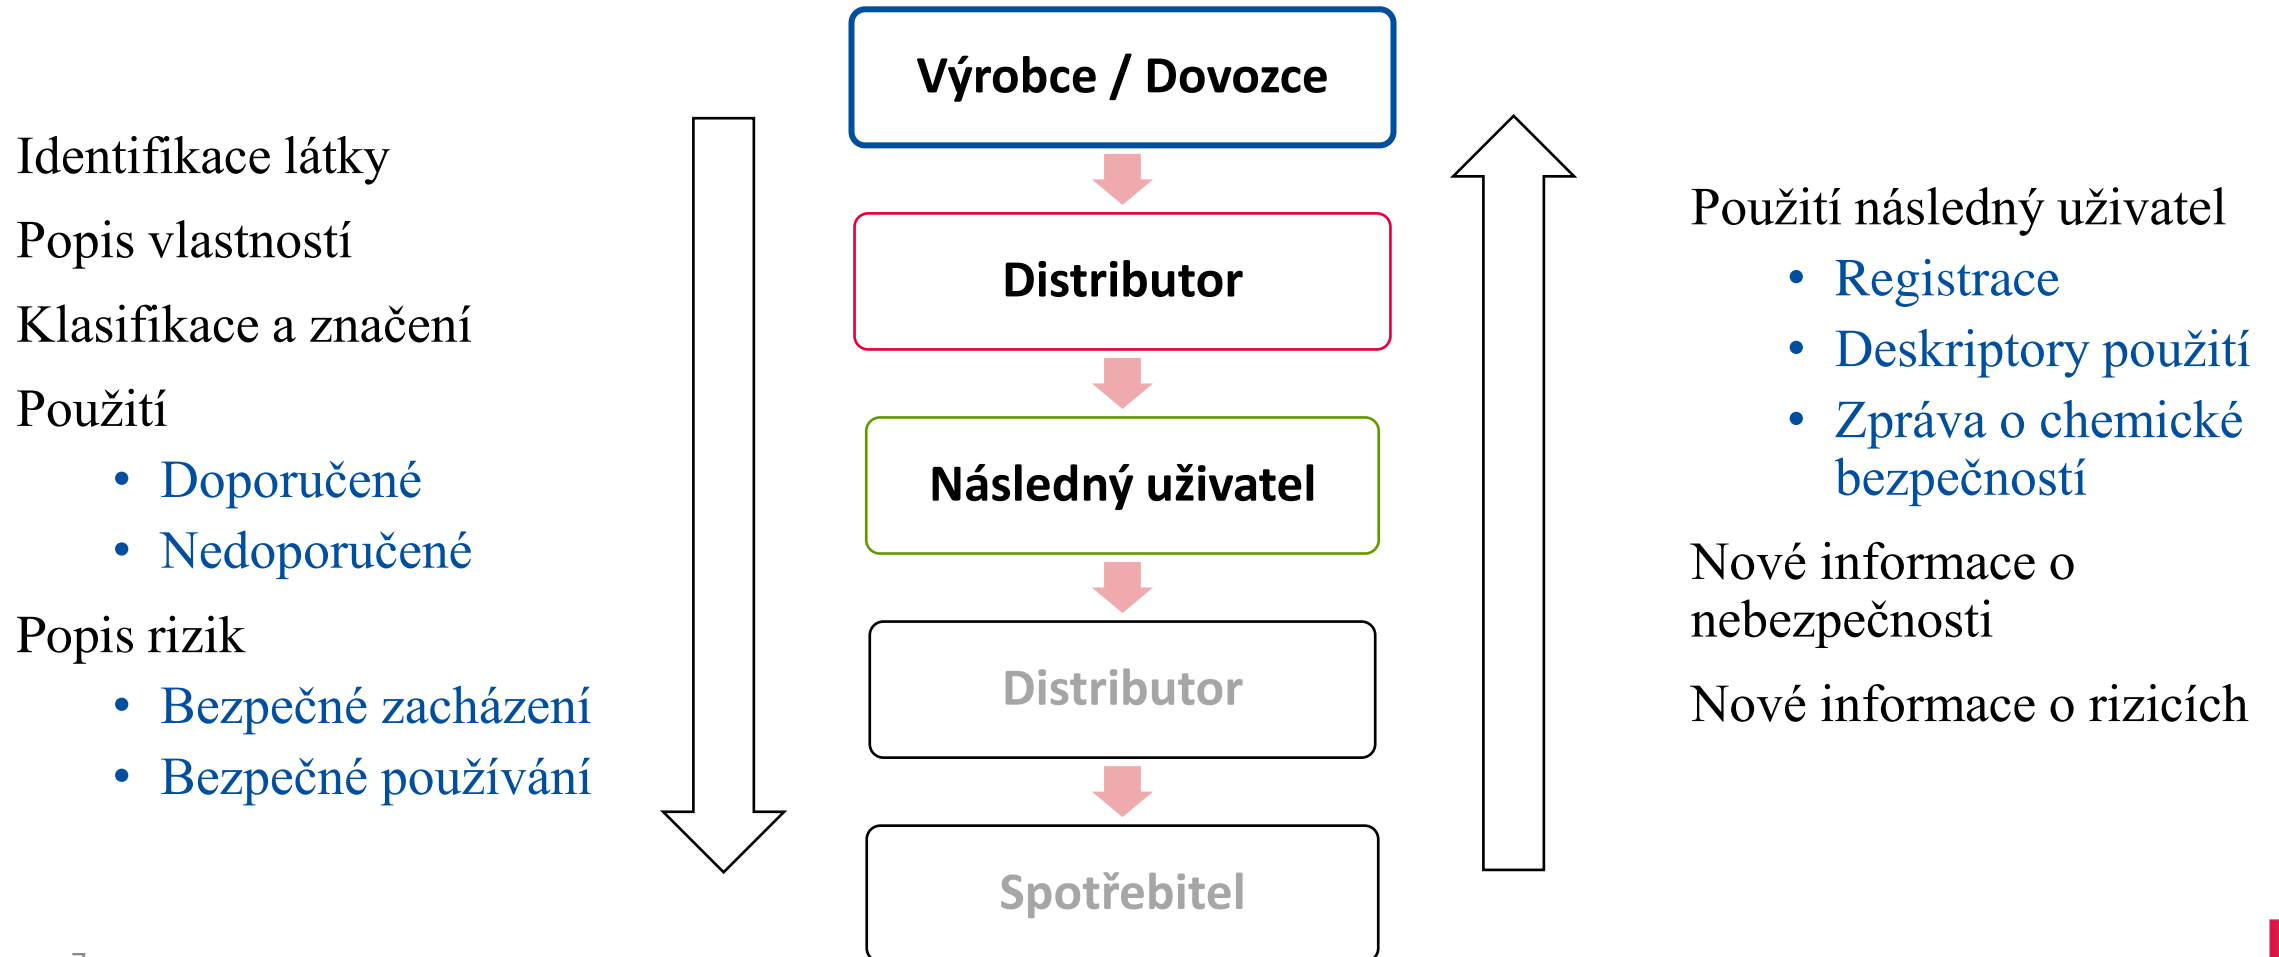 Výrobce / Dovozce
Distributor
Následný uživatel
Distributor
Spotřebitel
Identifikace látky
Popis vlastností
Klasifikace a značení
Použití
• Doporučené
• Nedoporučené
Popis rizik
• Bezpečné zacházení
• Bezpečné používání
Použití následný uživatel
• Registrace
• Deskriptory použití
• Zpráva o chemické
bezpečností
Nové informace o
nebezpečnosti
Nové informace o rizicích